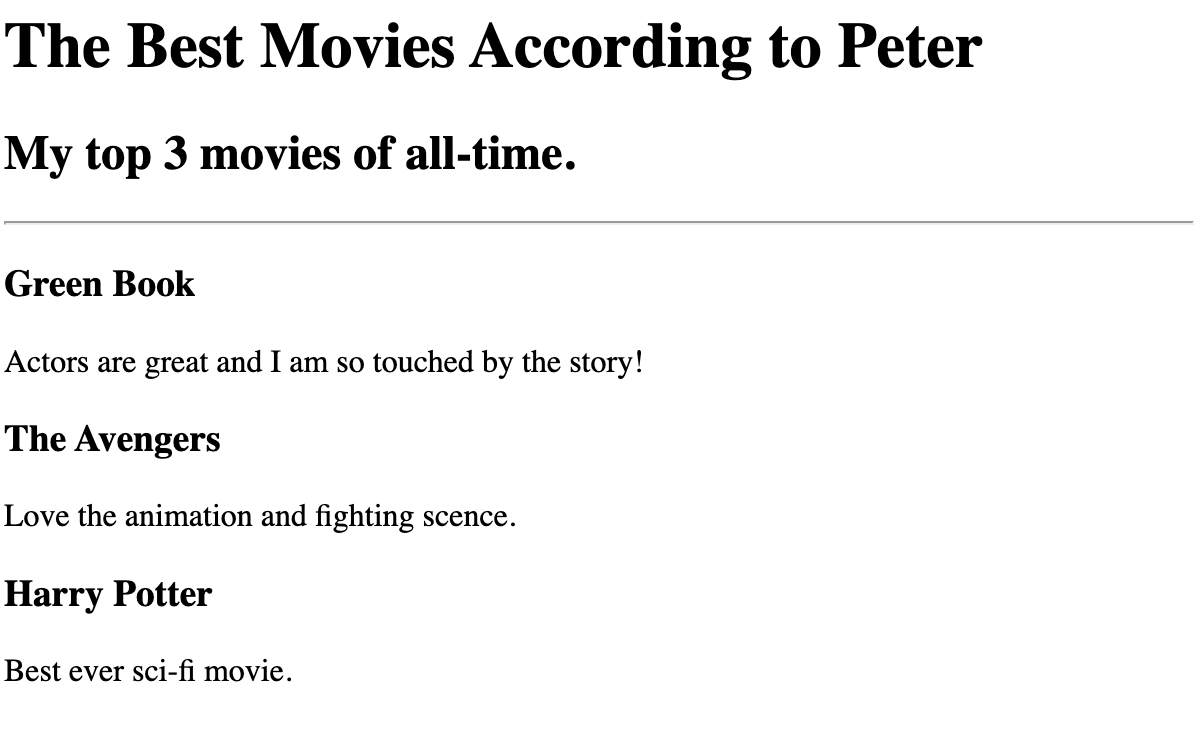 The Best Movies According to Peter
My top 3 movies of all-time.
Green Book
Actors are great and I am so touched by the story!
The Avengers
Love the animation and fighting scence.
Harry Potter
Best ever sci-fi movie.